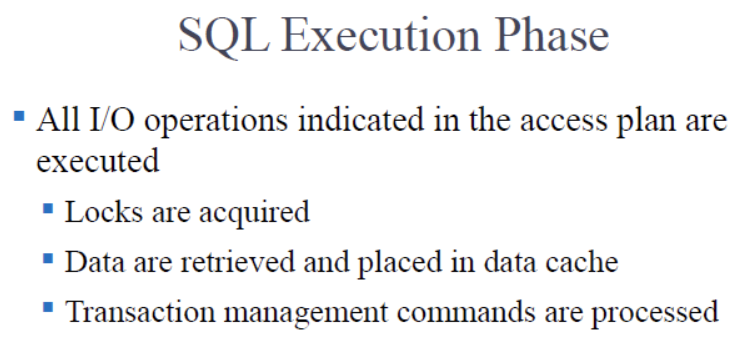 SQL Execution Phase
▪ All I/O operations indicated in the access plan are
executed
▪ Locks are acquired
▪ Data are retrieved and placed in data cache
▪ Transaction management commands are processed